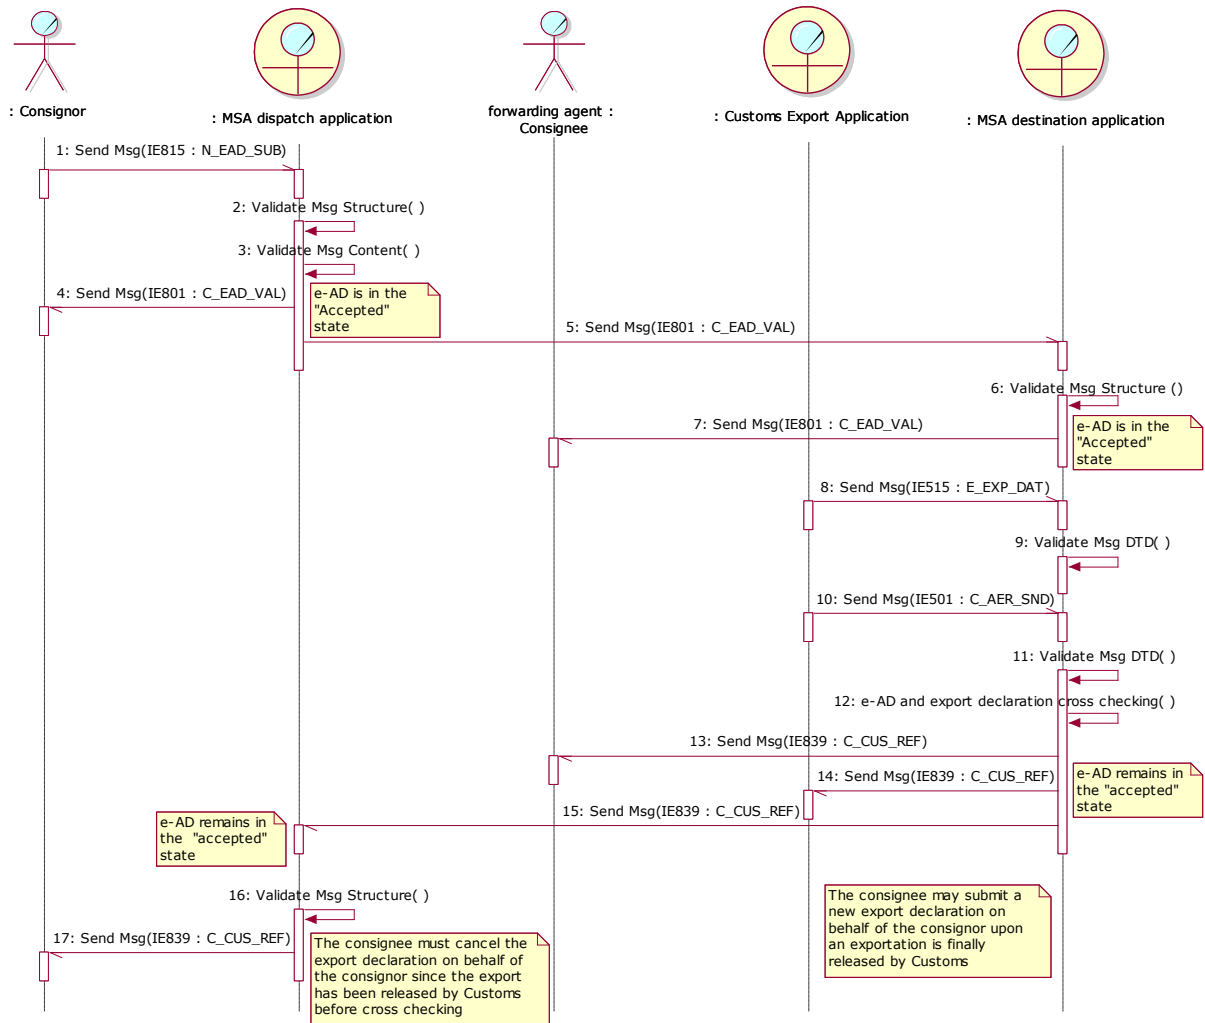 : Consignor
: MSA dispatch application
forwarding agent :
Consignee
: Customs Export Application
: MSA destination application
1: Send Msg(IE815 : N_EAD_SUB)
2: Validate Msg Structure( )
3: Validate Msg Content( )
4: Send Msg(IE801 : C_EAD_VAL)
e-AD is in the
"Accepted"
state
5: Send Msg(IE801 : C_EAD_VAL)
6: Validate Msg Structure ()
7: Send Msg(IE801 : C_EAD_VAL)
e-AD is in the
"Accepted"
state
8: Send Msg(IE515 : E_EXP_DAT)
9: Validate Msg DTD( )
10: Send Msg(IE501 : C_AER_SND)
11: Validate Msg DTD( )
12: e-AD and export declaration cross checking( )
13: Send Msg(IE839 : C_CUS_REF)
14: Send Msg(IE839 : C_CUS_REF)
e-AD remains in
the "accepted"
state
15: Send Msg(IE839 : C_CUS_REF)
e-AD remains in
the  "accepted"
state
16: Validate Msg Structure( )
17: Send Msg(IE839 : C_CUS_REF)
The consignee must cancel the
export declaration on behalf of
the consignor since the export
has been released by Customs
before cross checking
The consignee may submit a
new export declaration on
behalf of the consignor upon
an exportation is finally
released by Customs